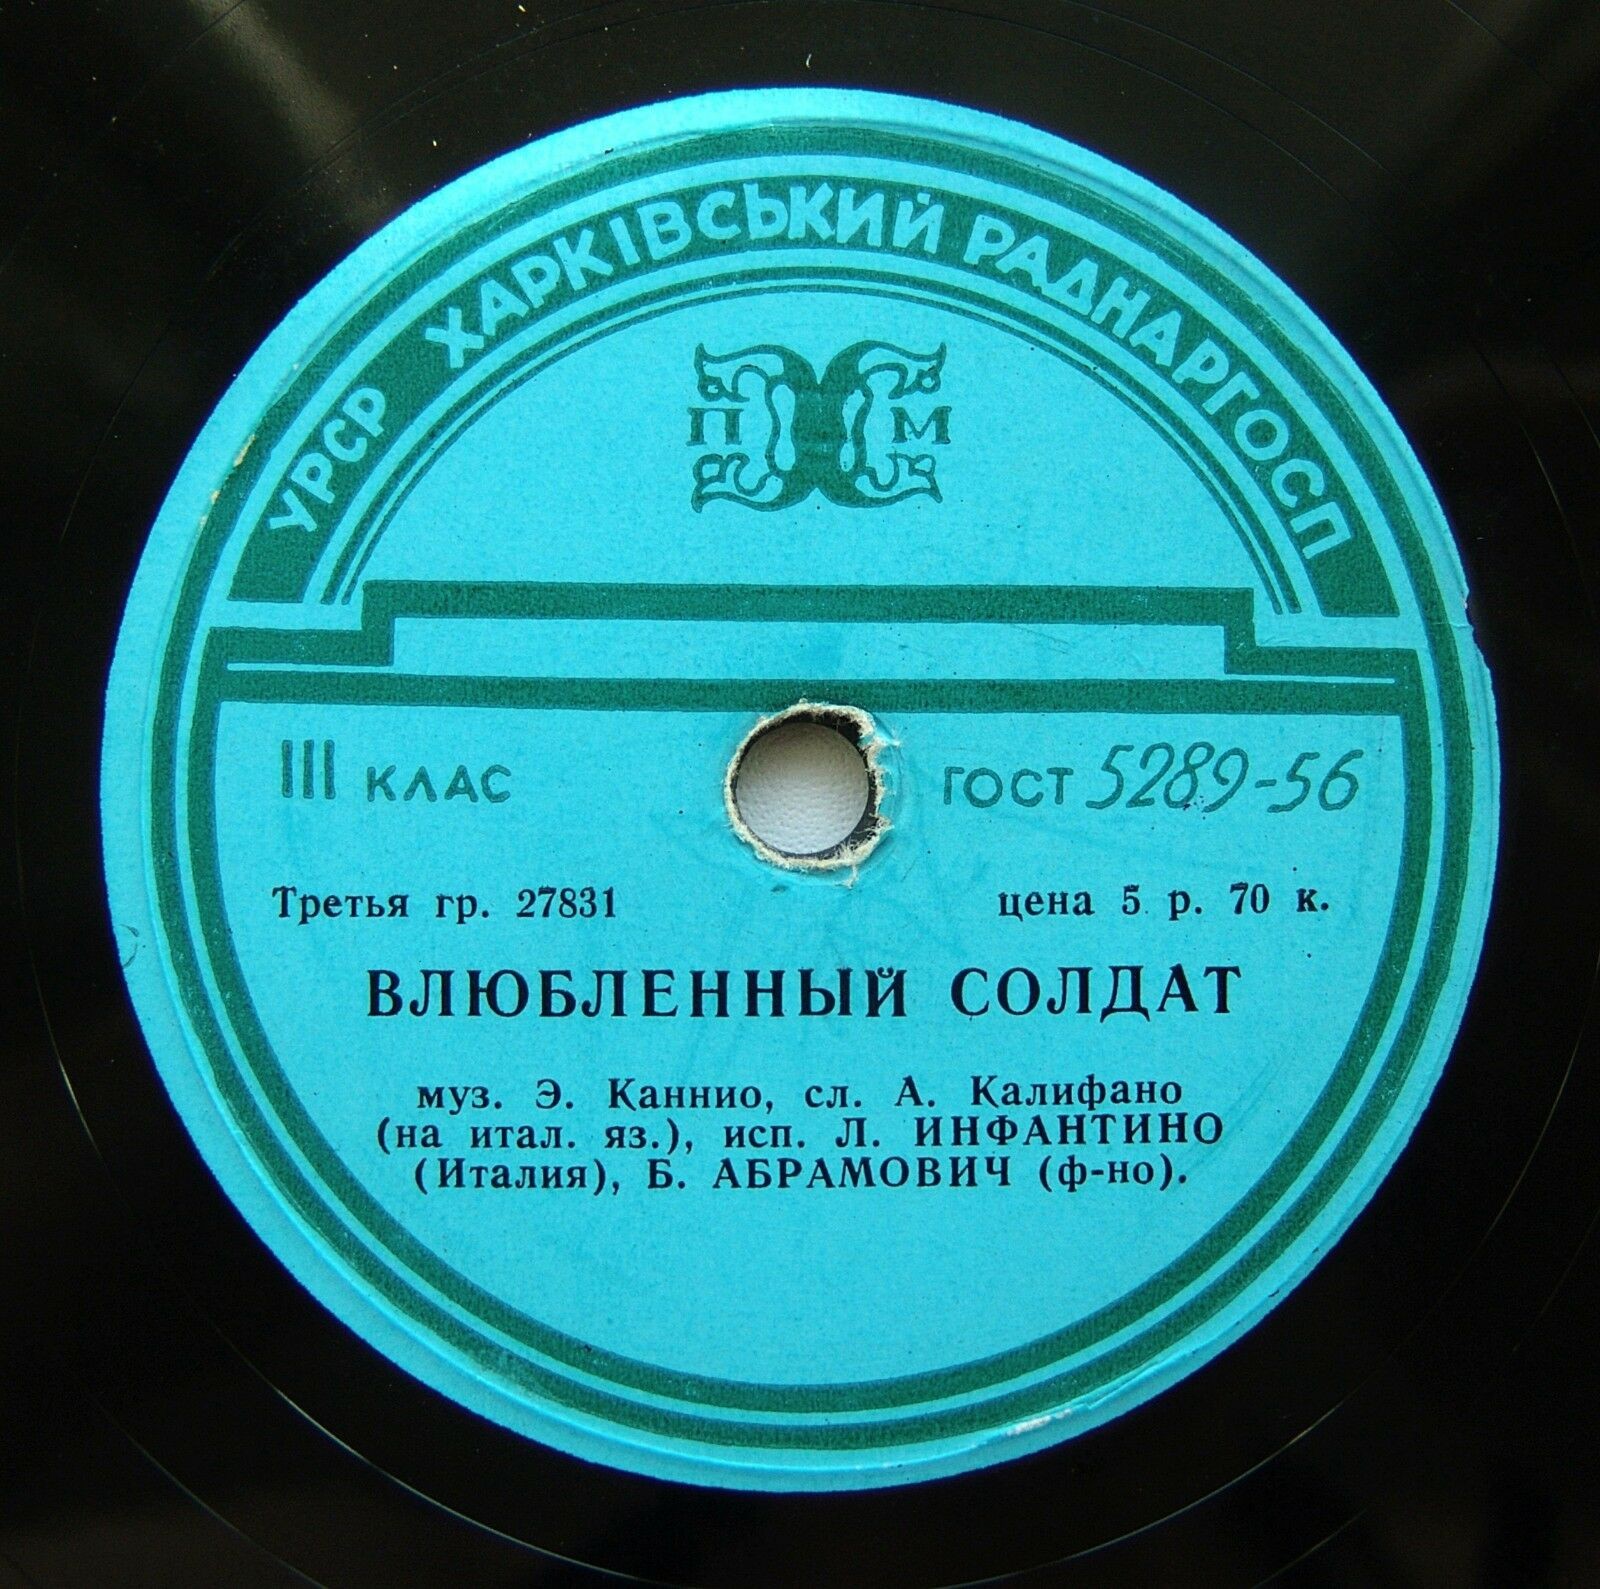 УРСР ХАРКІВСЬКИЙ РАДНАРГОСП
П М
III КЛАС ГОСТ 5289-56
Третья гр. 27831 цена 5 р. 70 к.
ВЛЮБЛЕННЫЙ СОЛДАТ
муз. Э. Каннио, сл. А. Калифано
(на итал. яз.), исп. Л. ИНФАНТИНО
(Италия), Б. АБРАМОВИЧ (ф-но).